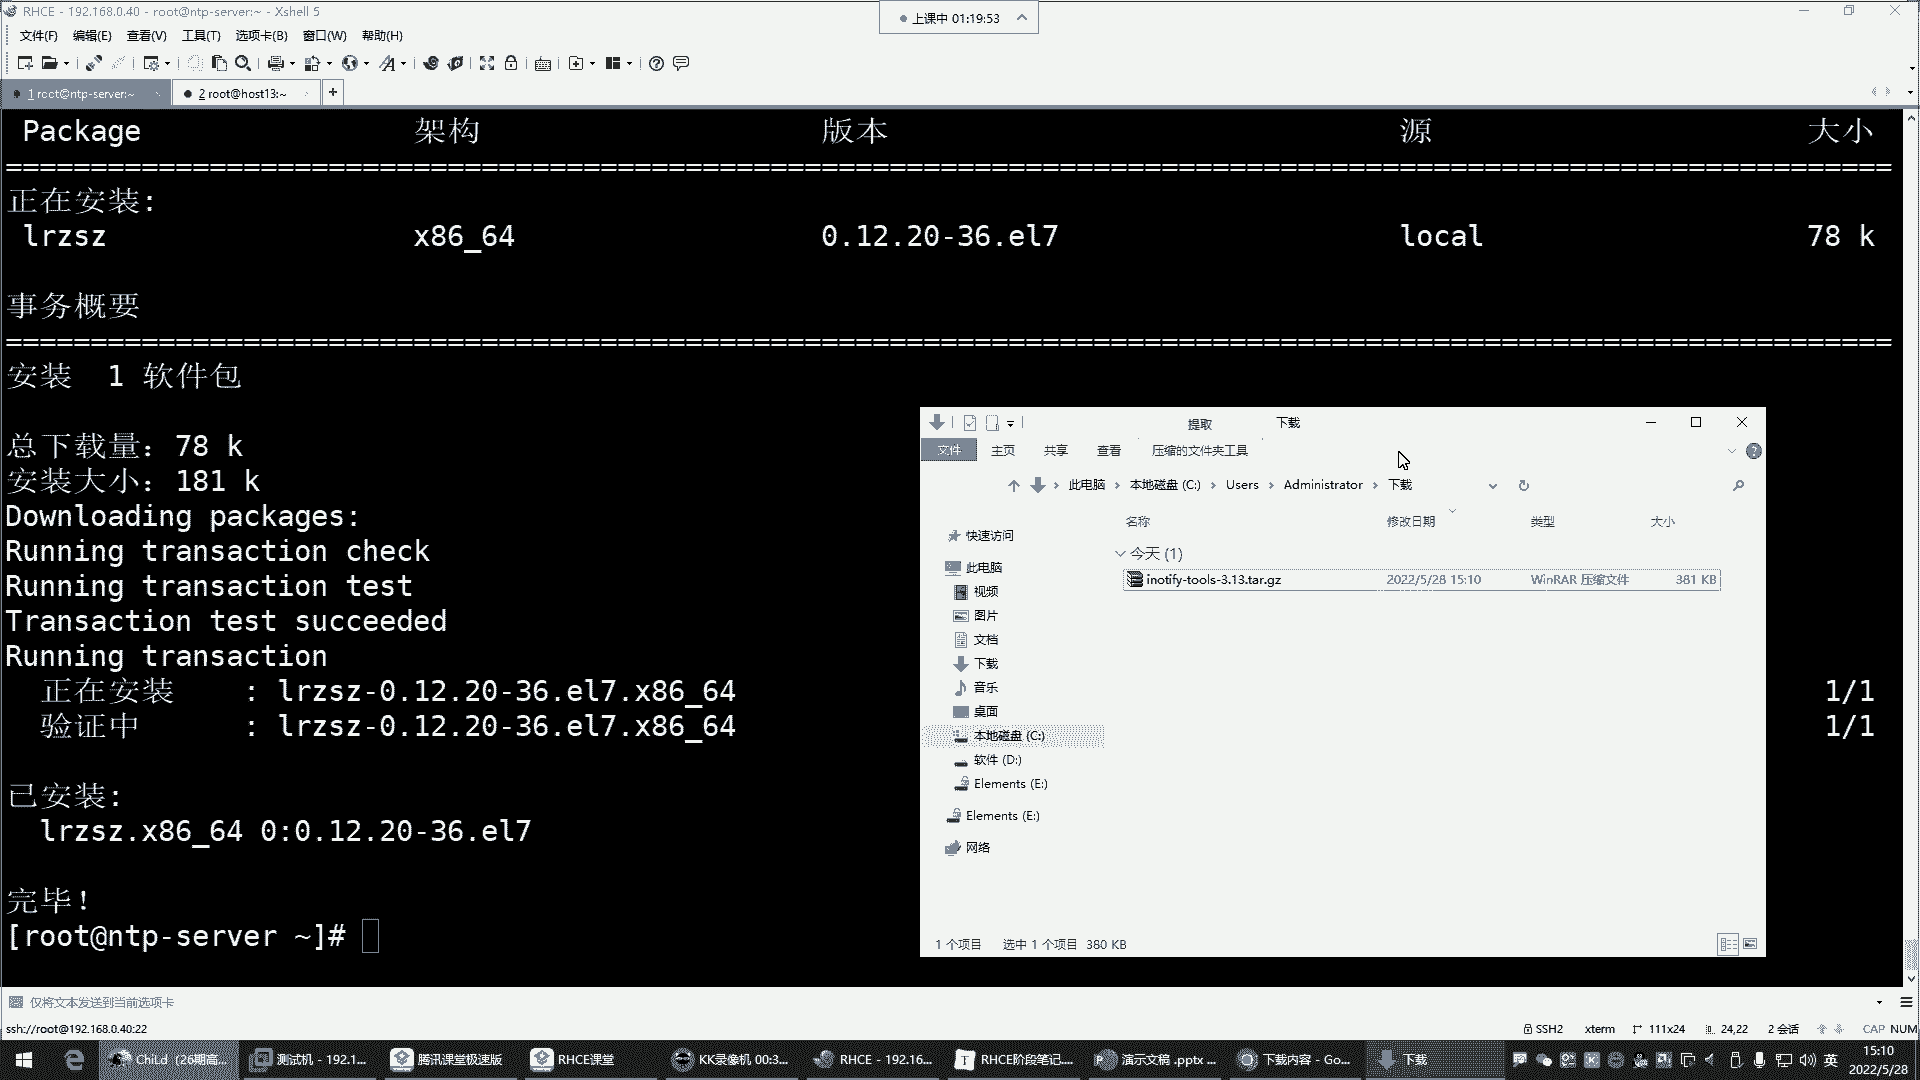 RHCE - 192.168.0.40 - root@ntp-server:~ - Xshell 5
上课中 01:19:53
文件(F) 编辑(E) 查看(V) 工具(T) 选项卡(B) 窗口(W) 帮助(H)
1 root@ntp-server:~ 2 root@host13:~ +
Package 架构 版本 源 大小
================================================================================================================
正在安装:
lrzsz x86_64 0.12.20-36.el7 local 78 k
事务概要
================================================================================================================
安装 1 软件包
总下载量：78 k
安装大小：181 k
Downloading packages:
Running transaction check
Running transaction test
Transaction test succeeded
Running transaction
正在安装 : lrzsz-0.12.20-36.el7.x86_64 1/1
验证中 : lrzsz-0.12.20-36.el7.x86_64 1/1
已安装:
lrzsz.x86_64 0:0.12.20-36.el7
完毕！
[root@ntp-server ~]#
提取 下载
文件 主页 共享 查看 压缩的文件夹工具
此电脑 › 本地磁盘 (C:) › Users › Administrator › 下载
名称 修改日期 类型 大小
今天 (1)
inotify-tools-3.13.tar.gz 2022/5/28 15:10 WinRAR 压缩文件 381 KB
快速访问
此电脑
视频
图片
文档
下载
音乐
桌面
本地磁盘 (C:)
软件 (D:)
Elements (E:)
Elements (E:)
网络
1 个项目 选中 1 个项目 380 KB
仅将文本发送到当前选项卡
ssh://root@192.168.0.40:22 SSH2 xterm 111x24 24,22 2 会话 CAP NUM
ChiLd（26期高... 测试机 - 192.1... 腾讯课堂极速版 RHCE课堂 KK录像机 00:3... RHCE - 192.16... RHCE阶段笔记.... 演示文稿 .pptx ... 下载内容 - Go... 下载 英 15:10
2022/5/28